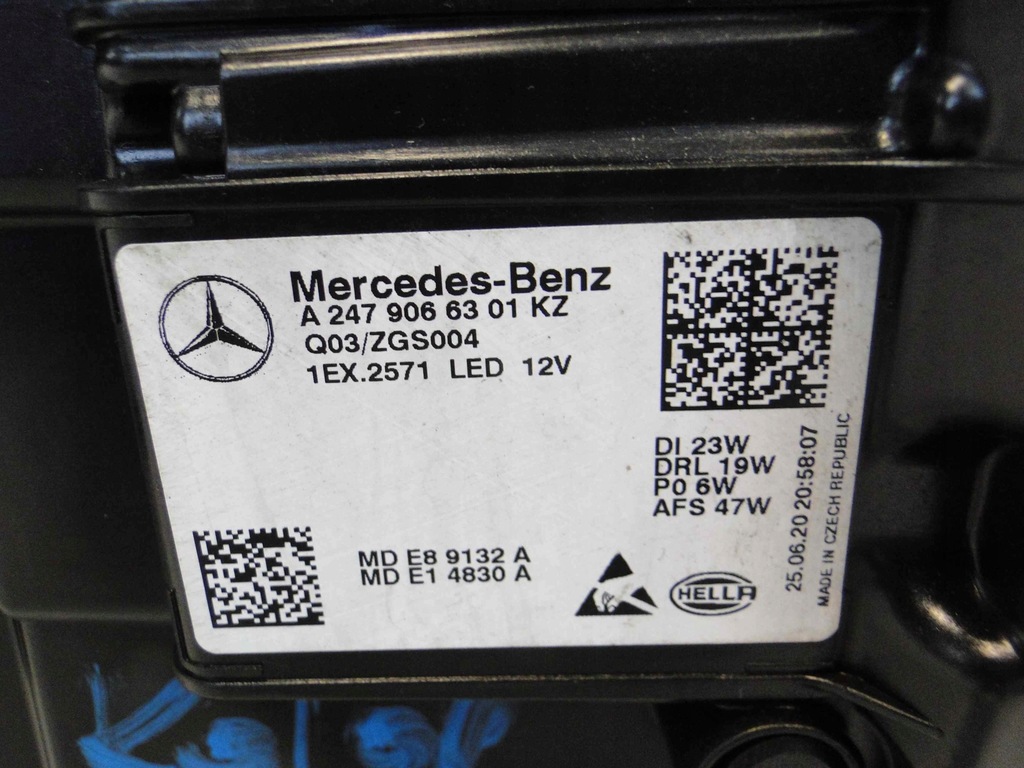 Mercedes-Benz
A 247 906 63 01 KZ
Q03/ZGS004
1EX.2571 LED 12V
DI 23W
DRL 19W
PO 6W
AFS 47W
25.06.20 20:58:07
MADE IN CZECH REPUBLIC
MD E8 9132 A
MD E1 4830 A
HELLA